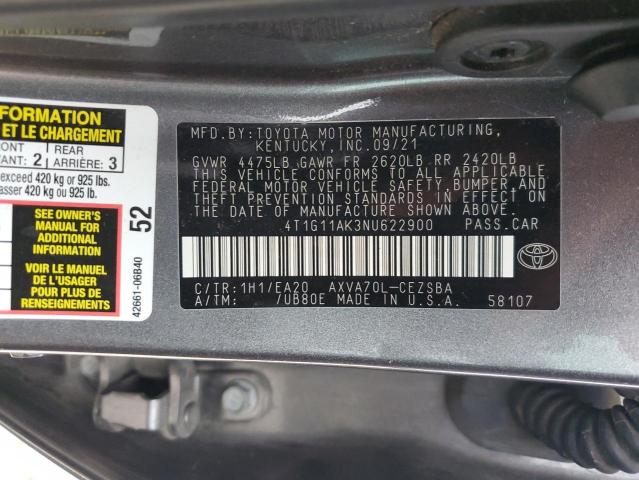 FORMATION
ET LE CHARGEMENT
ONT | REAR
ANT: 2 | ARRIÈRE: 3
exceed 420 kg or 925 lbs.
asser 420 kg ou 925 lb.
SEE OWNER'S
MANUAL FOR
ADDITIONAL
INFORMATION
VOIR LE MANUEL
DE L'USAGER
POUR PLUS DE
RENSEIGNEMENTS
52
42661-06B40
MFD.BY:TOYOTA MOTOR MANUFACTURING,
KENTUCKY,INC.09/21
GVWR 4475LB GAWR FR 2620LB RR 2420LB
THIS VEHICLE CONFORMS TO ALL APPLICABLE
FEDERAL MOTOR VEHICLE SAFETY,BUMPER,AND
THEFT PREVENTION STANDARDS IN EFFECT ON
THE DATE OF MANUFACTURE SHOWN ABOVE.
4T1G11AK3NU622900 PASS.CAR
C/TR:1H1/EA20 AXVA70L-CEZSBA
A/TM: /UB80E MADE IN U.S.A. 58107
TOYOTA